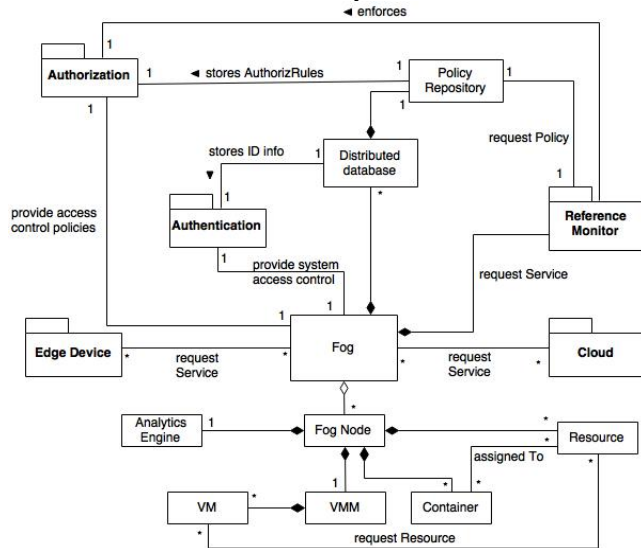 ◄ enforces
1
1
Authorization
1
◄ stores AuthorizRules
1
Policy
Repository
1
1
1
request Policy
stores ID info
▼
1
Distributed
database
*
1
1
Authentication
Reference
Monitor
provide access
control policies
1
provide system
access control
request Service
1
1
Edge Device
*
request
Service
*
Fog
*
request
Service
*
Cloud
*
Analytics
Engine
1
Fog Node
*
Resource
*
assigned To
1
*
*
*
VM
*
VMM
Container
*
request Resource